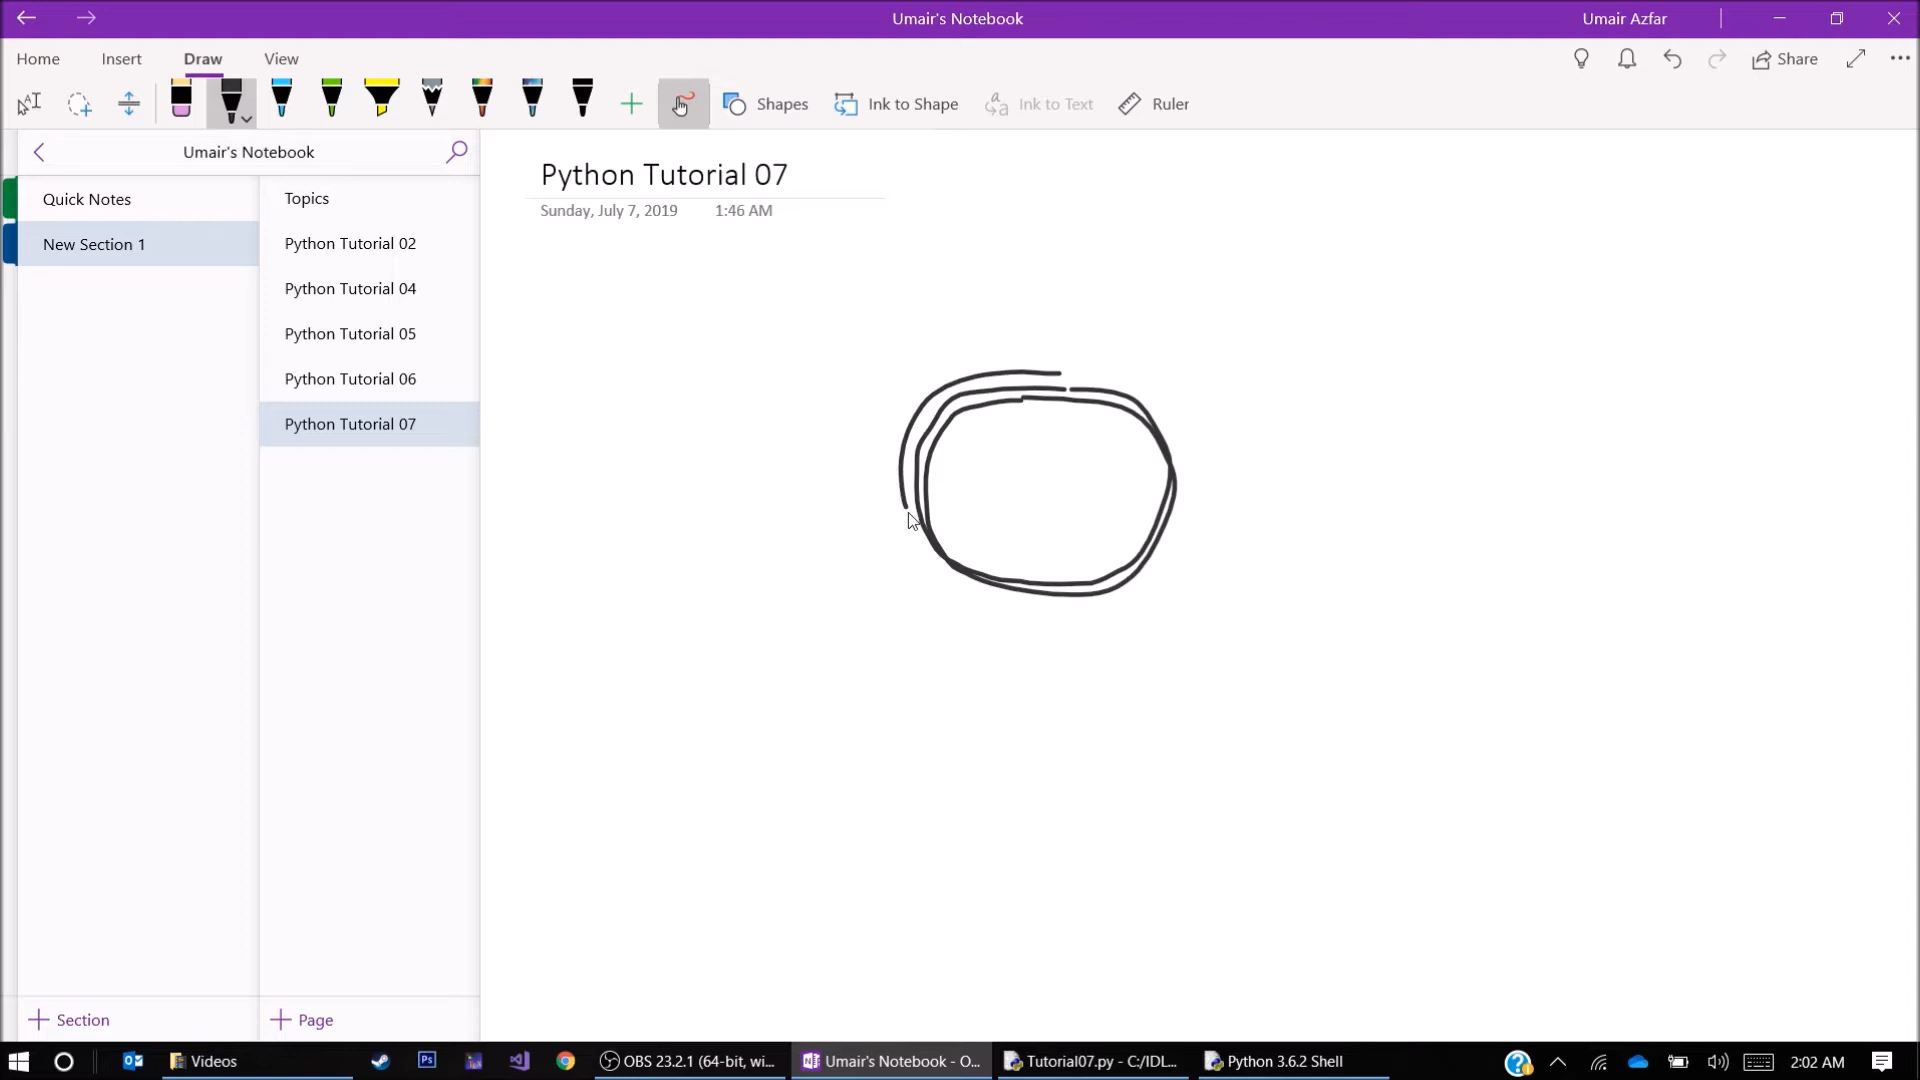 Umair's Notebook
Umair Azfar
Home Insert Draw View
Share
Shapes
Ink to Shape
Ink to Text
Ruler
Umair's Notebook
Quick Notes
New Section 1
Topics
Python Tutorial 02
Python Tutorial 04
Python Tutorial 05
Python Tutorial 06
Python Tutorial 07
Python Tutorial 07
Sunday, July 7, 2019 1:46 AM
+ Section
+ Page
Videos
Ps
OBS 23.2.1 (64-bit, wi...
Umair's Notebook - O...
Tutorial07.py - C:/IDL...
Python 3.6.2 Shell
2:02 AM